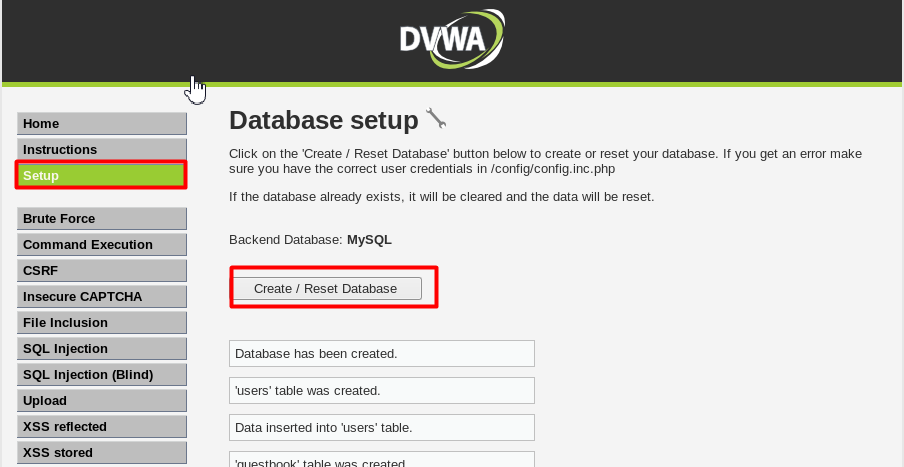 DVWA
Home
Instructions
Setup
Brute Force
Command Execution
CSRF
Insecure CAPTCHA
File Inclusion
SQL Injection
SQL Injection (Blind)
Upload
XSS reflected
XSS stored
Database setup
Click on the 'Create / Reset Database' button below to create or reset your database. If you get an error make
sure you have the correct user credentials in /config/config.inc.php
If the database already exists, it will be cleared and the data will be reset.
Backend Database: MySQL
Create / Reset Database
Database has been created.
'users' table was created.
Data inserted into 'users' table.
'guestbook' table was created